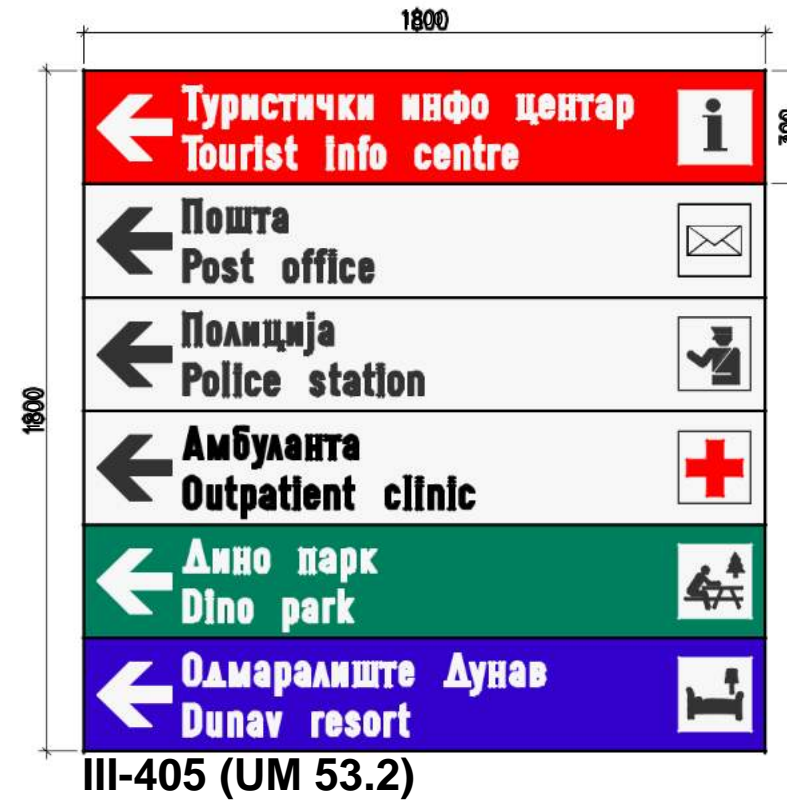 1800
Туристички инфо центар
Tourist info centre
300
Пошта
Post office
Полиција
Police station
1800
Амбуланта
Outpatient clinic
Дино парк
Dino park
Одмаралиште Дунав
Dunav resort
III-405 (UM 53.2)